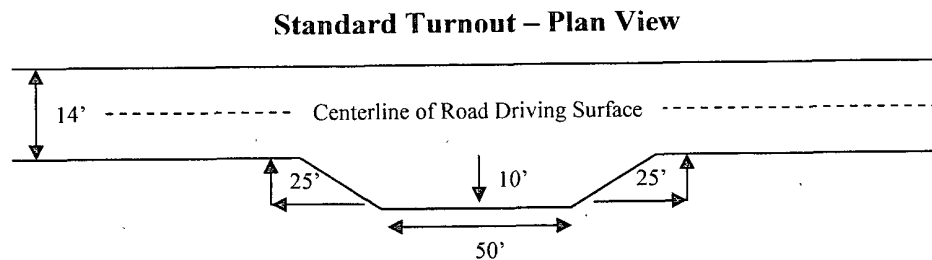 Standard Turnout – Plan View
14’
Centerline of Road Driving Surface
25’
10’
25’
50’